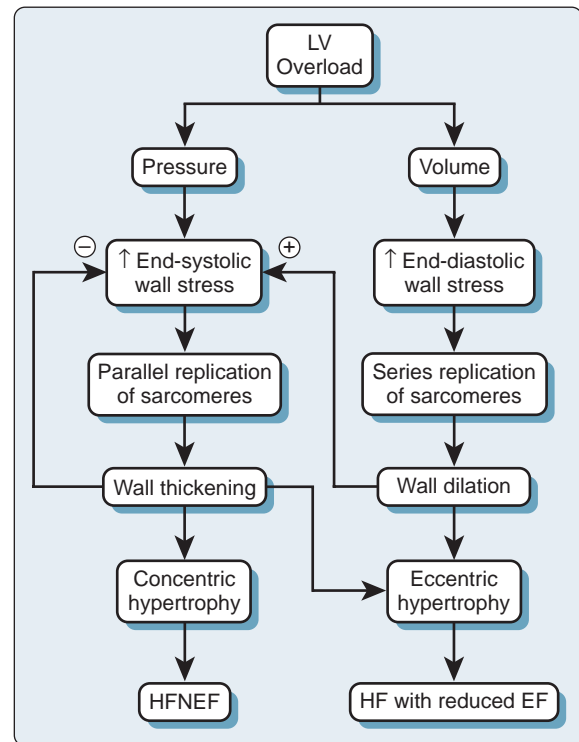 LV
Overload
Pressure
Volume
−
+
↑ End-systolic
wall stress
↑ End-diastolic
wall stress
Parallel replication
of sarcomeres
Series replication
of sarcomeres
Wall thickening
Wall dilation
Concentric
hypertrophy
Eccentric
hypertrophy
HFNEF
HF with reduced EF